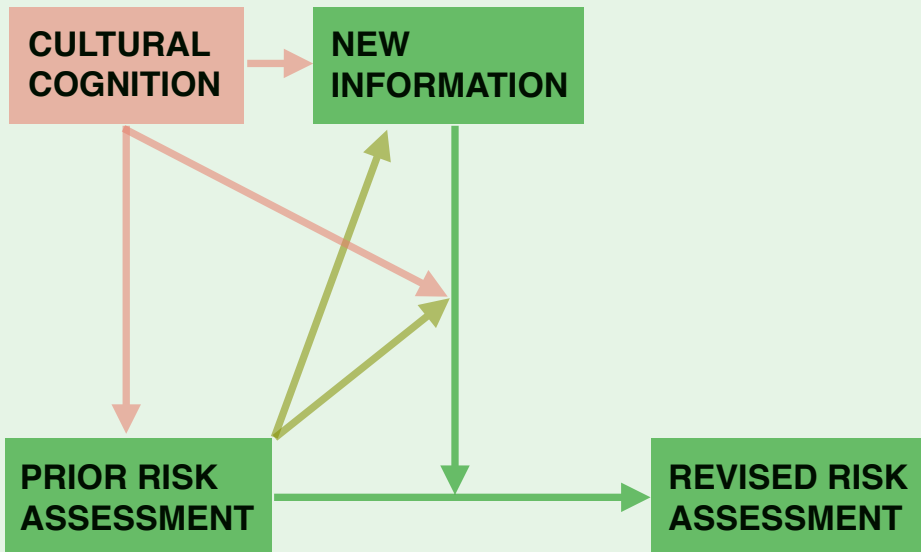 CULTURAL
COGNITION
NEW
INFORMATION
PRIOR RISK
ASSESSMENT
REVISED RISK
ASSESSMENT